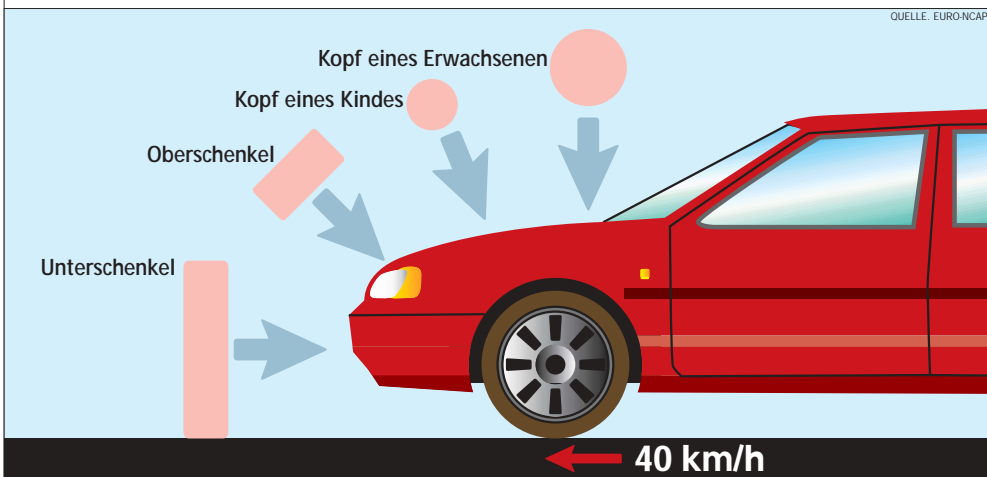 QUELLE. EURO-NCAP
Kopf eines Erwachsenen
Kopf eines Kindes
Oberschenkel
Unterschenkel
40 km/h